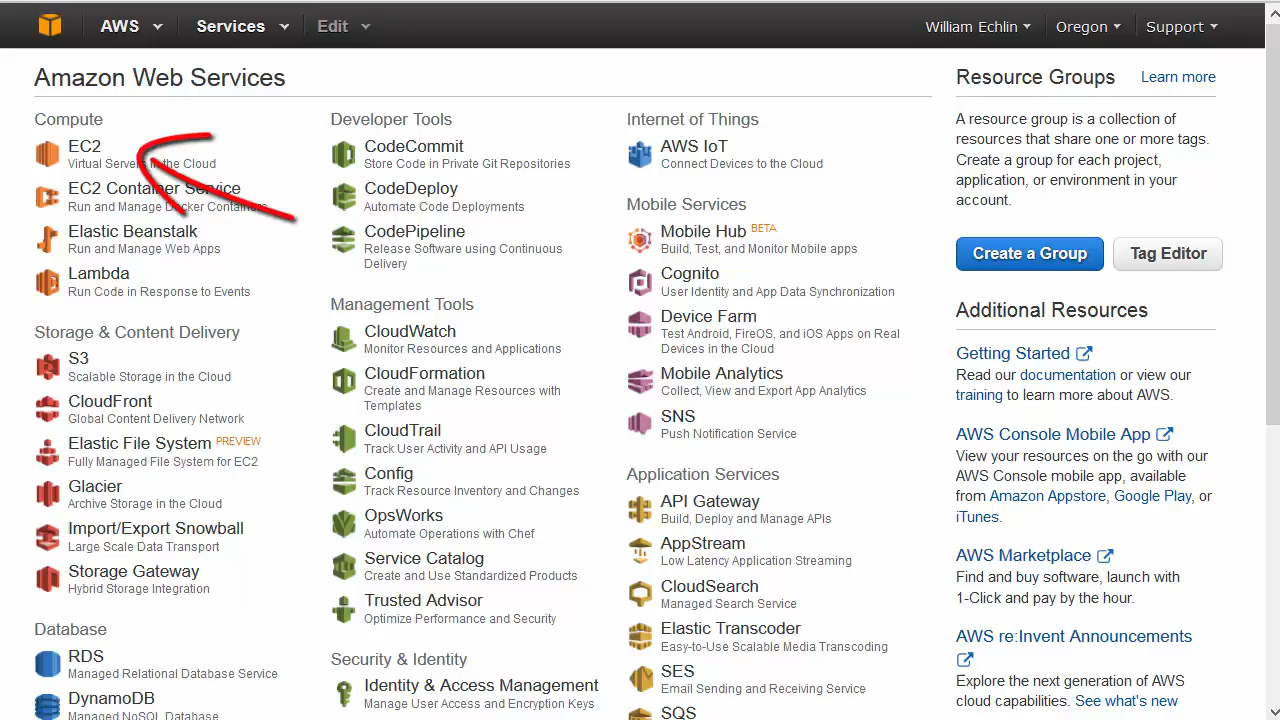 AWS Services Edit William Echlin Oregon Support
Amazon Web Services
Compute
EC2
Virtual Servers in the Cloud
EC2 Container Service
Run and Manage Docker Containers
Elastic Beanstalk
Run and Manage Web Apps
Lambda
Run Code in Response to Events
Storage & Content Delivery
S3
Scalable Storage in the Cloud
CloudFront
Global Content Delivery Network
Elastic File System PREVIEW
Fully Managed File System for EC2
Glacier
Archive Storage in the Cloud
Import/Export Snowball
Large Scale Data Transport
Storage Gateway
Hybrid Storage Integration
Database
RDS
Managed Relational Database Service
DynamoDB
Managed NoSQL Database
Developer Tools
CodeCommit
Store Code in Private Git Repositories
CodeDeploy
Automate Code Deployments
CodePipeline
Release Software using Continuous
Delivery
Management Tools
CloudWatch
Monitor Resources and Applications
CloudFormation
Create and Manage Resources with
Templates
CloudTrail
Track User Activity and API Usage
Config
Track Resource Inventory and Changes
OpsWorks
Automate Operations with Chef
Service Catalog
Create and Use Standardized Products
Trusted Advisor
Optimize Performance and Security
Security & Identity
Identity & Access Management
Manage User Access and Encryption Keys
Internet of Things
AWS IoT
Connect Devices to the Cloud
Mobile Services
Mobile Hub BETA
Build, Test, and Monitor Mobile apps
Cognito
User Identity and App Data Synchronization
Device Farm
Test Android, FireOS, and iOS Apps on Real
Devices in the Cloud
Mobile Analytics
Collect, View and Export App Analytics
SNS
Push Notification Service
Application Services
API Gateway
Build, Deploy and Manage APIs
AppStream
Low Latency Application Streaming
CloudSearch
Managed Search Service
Elastic Transcoder
Easy-to-Use Scalable Media Transcoding
SES
Email Sending and Receiving Service
SQS
Resource Groups Learn more
A resource group is a collection of
resources that share one or more tags.
Create a group for each project,
application, or environment in your
account.
Create a Group Tag Editor
Additional Resources
Getting Started
Read our documentation or view our
training to learn more about AWS.
AWS Console Mobile App
View your resources on the go with our
AWS Console mobile app, available
from Amazon Appstore, Google Play, or
iTunes.
AWS Marketplace
Find and buy software, launch with
1-Click and pay by the hour.
AWS re:Invent Announcements
Explore the next generation of AWS
cloud capabilities. See what's new